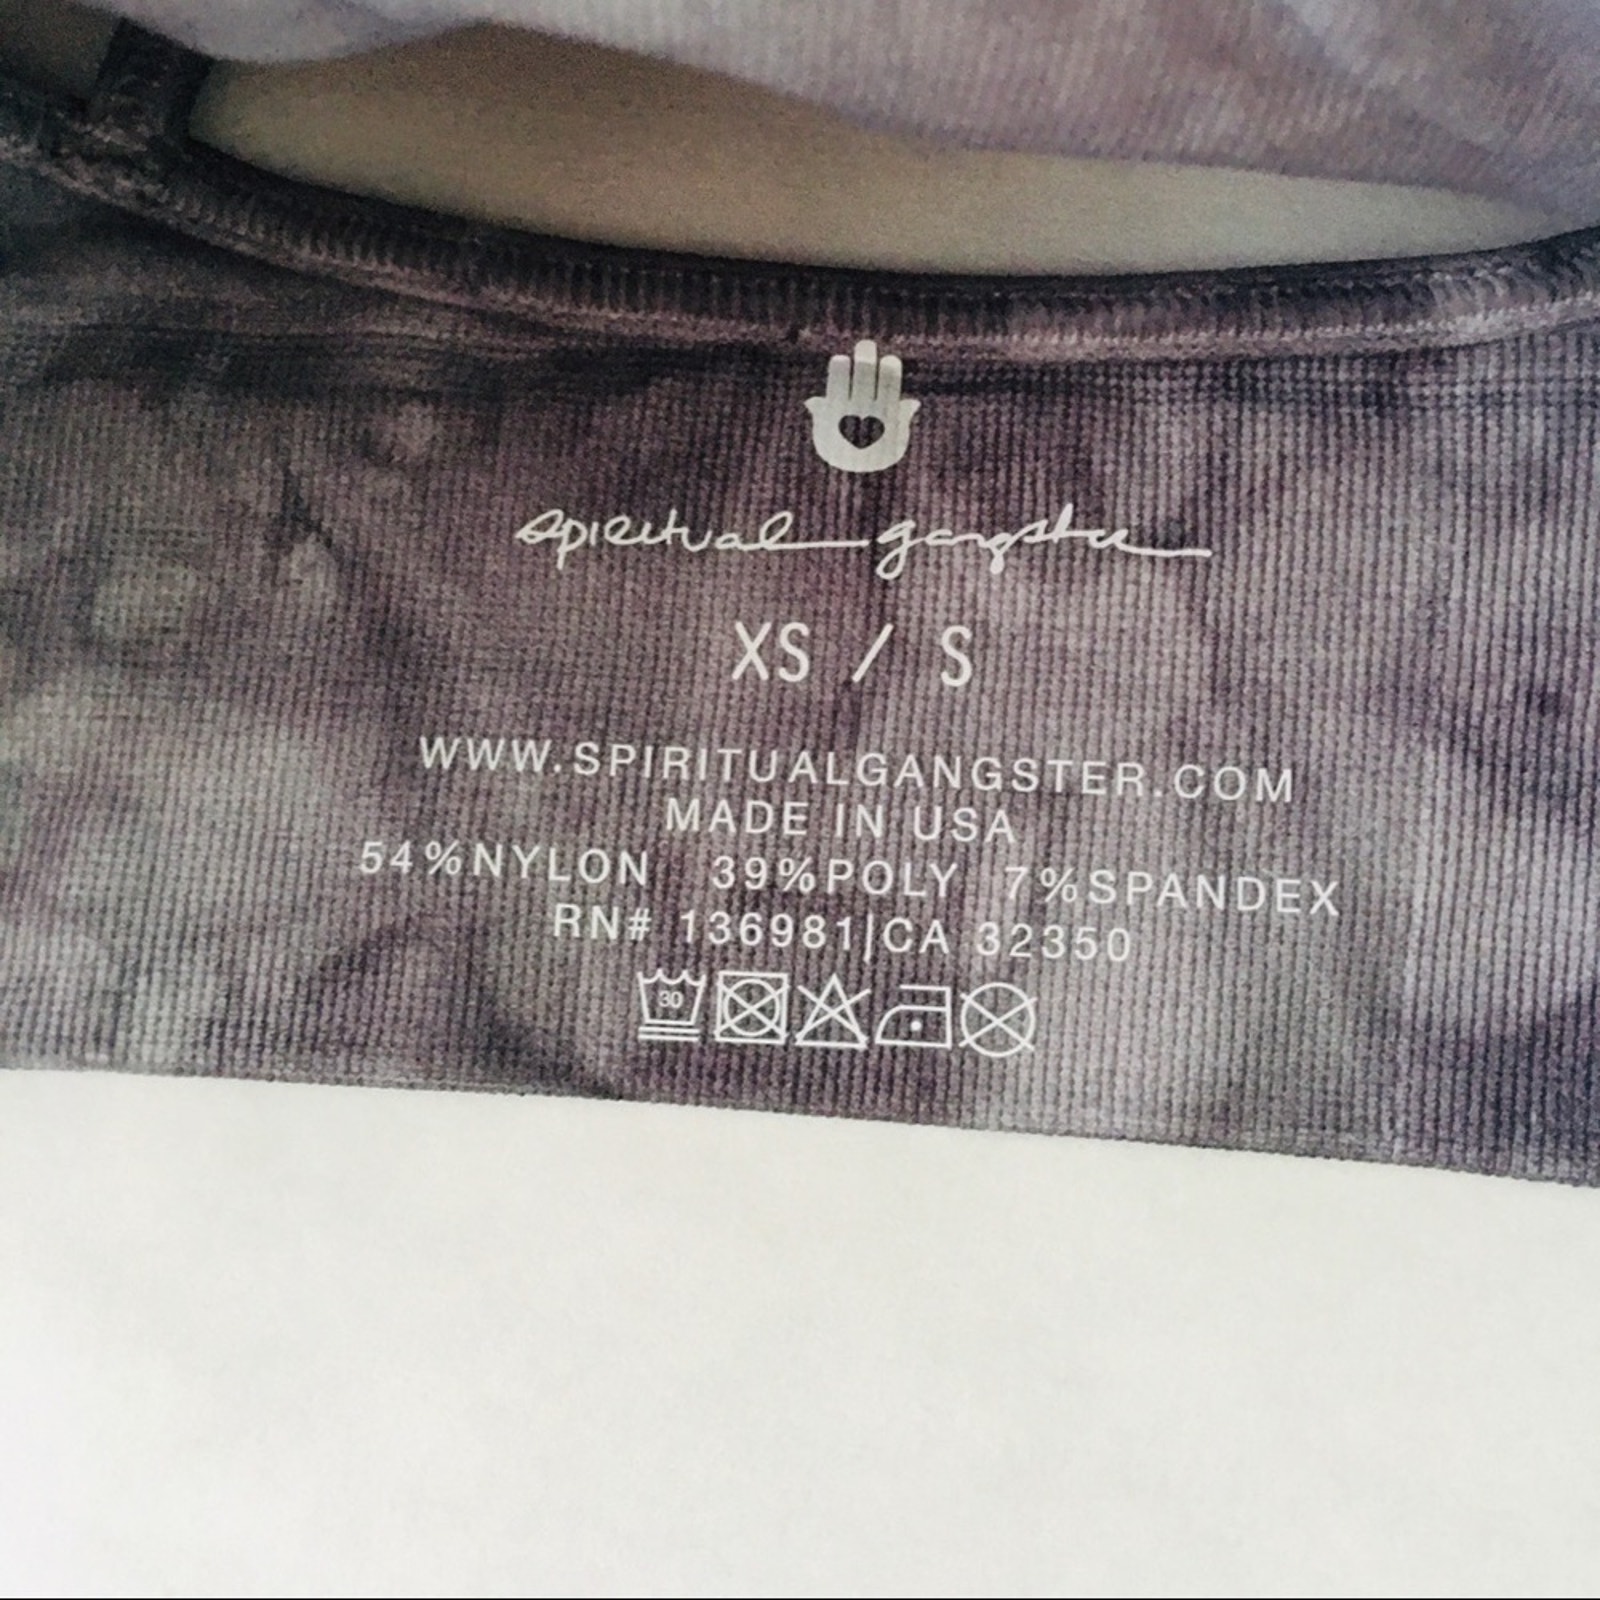 spiritual gangster
XS / S
WWW.SPIRITUALGANGSTER.COM
MADE IN USA
54%NYLON 39%POLY 7%SPANDEX
RN# 136981|CA 32350
30